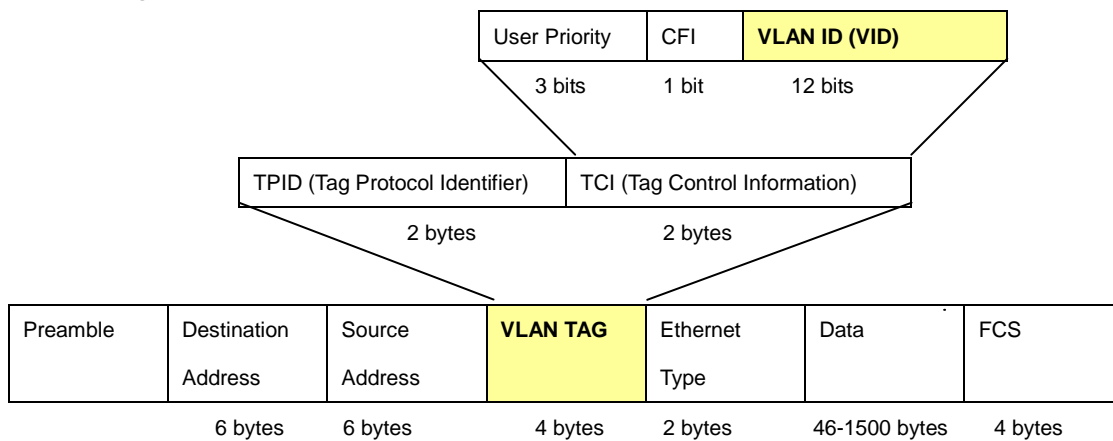 User Priority CFI VLAN ID (VID)
3 bits 1 bit 12 bits
TPID (Tag Protocol Identifier) TCI (Tag Control Information)
2 bytes 2 bytes
Preamble Destination Source VLAN TAG Ethernet Data FCS
Address Address Type
6 bytes 6 bytes 4 bytes 2 bytes 46-1500 bytes 4 bytes